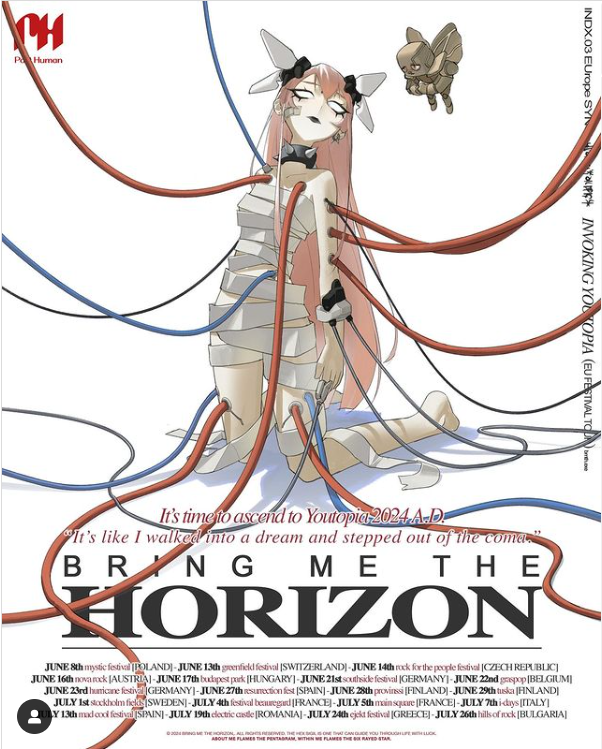 PH
Post Human
INDX.03 EUrope SYN
INVOKING YOUTOPIA (EU FESTIVAL TOUR)
It's time to ascend to Youtopia 2024 A.D.
"It's like I walked into a dream and stepped out of the coma."
BRING ME THE
HORIZON
JUNE 8th mystic festival [POLAND] - JUNE 13th greenfield festival [SWITZERLAND] - JUNE 14th rock for the people festival [CZECH REPUBLIC]
JUNE 16th nova rock [AUSTRIA] - JUNE 17th budapest park [HUNGARY] - JUNE 21st southside festival [GERMANY] - JUNE 22nd graspop [BELGIUM]
JUNE 23rd hurricane festival [GERMANY] - JUNE 27th resurrection fest [SPAIN] - JUNE 28th provinssi [FINLAND] - JUNE 29th tuska [FINLAND]
JULY 1st stockholm fields [SWEDEN] - JULY 4th festival beauregard [FRANCE] - JULY 5th main square [FRANCE] - JULY 7th i-days [ITALY]
JULY 13th mad cool festival [SPAIN] - JULY 19th electric castle [ROMANIA] - JULY 24th ejekt festival [GREECE] - JULY 26th hills of rock [BULGARIA]
© 2024 BRING ME THE HORIZON, ALL RIGHTS RESERVED. THE HEX SIGIL IS ONE THAT CAN GUIDE YOU THROUGH LIFE WITH LUCK.
ABOUT ME FLAMES THE PENTAGRAM, WITHIN ME FLAMES THE SIX RAYED STAR.